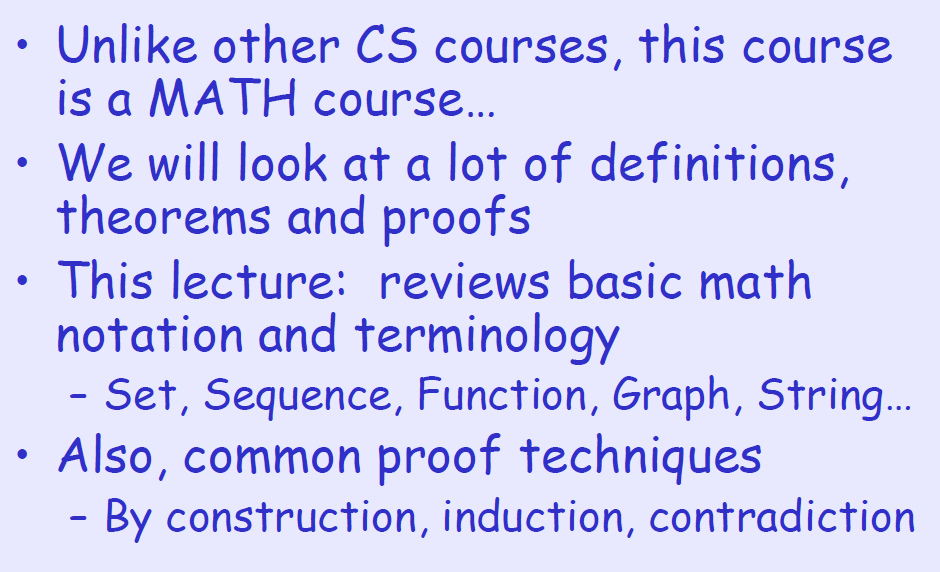 • Unlike other CS courses, this course
is a MATH course…
• We will look at a lot of definitions,
theorems and proofs
• This lecture: reviews basic math
notation and terminology
– Set, Sequence, Function, Graph, String…
• Also, common proof techniques
– By construction, induction, contradiction